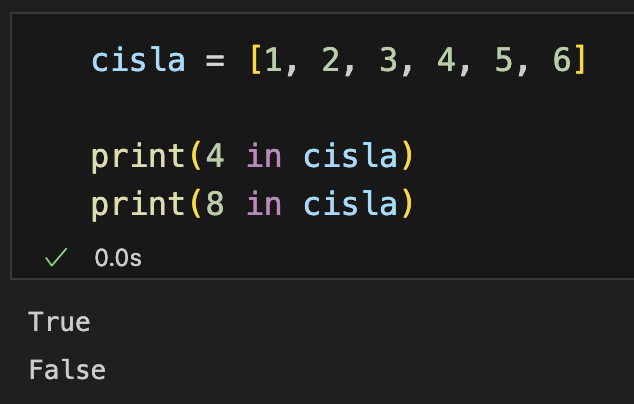 cisla = [1, 2, 3, 4, 5, 6]
print(4 in cisla)
print(8 in cisla)
0.0s
True
False